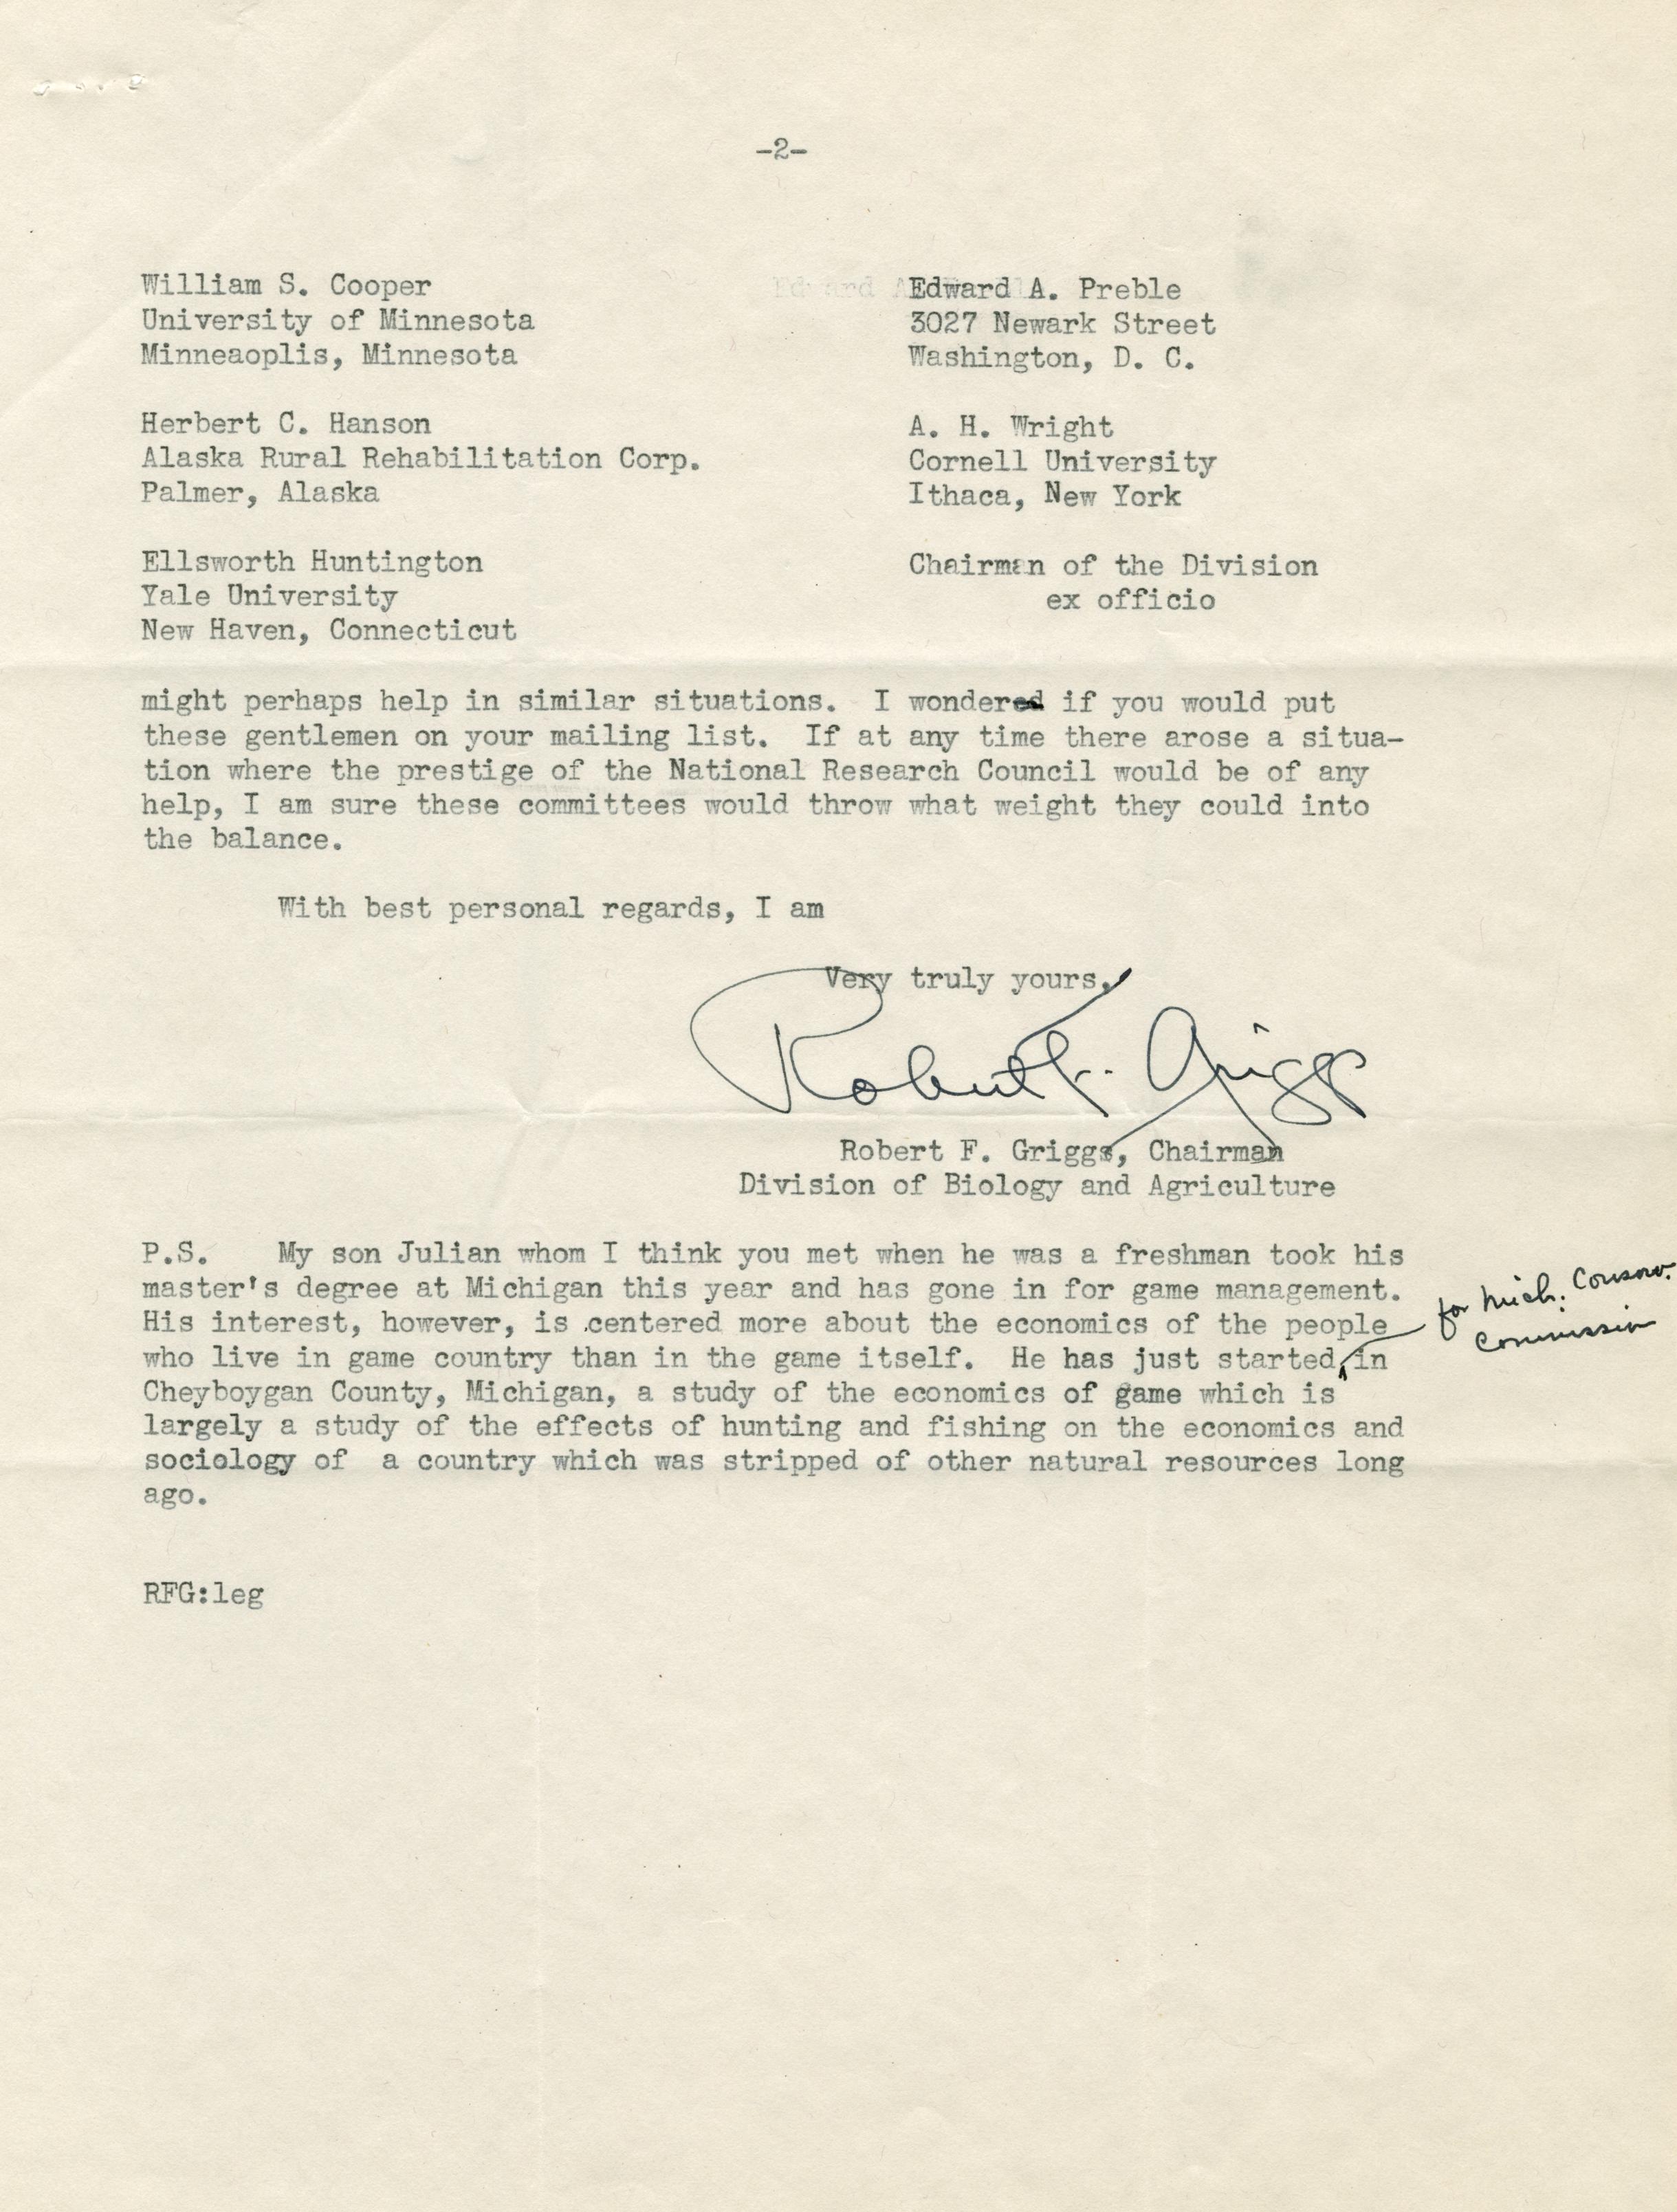 -2-
William S. Cooper
University of Minnesota
Minneaoplis, Minnesota
Herbert C. Hanson
Alaska Rural Rehabilitation Corp.
Palmer, Alaska
Ellsworth Huntington
Yale University
New Haven, Connecticut
Edward A. Preble
3027 Newark Street
Washington, D. C.
A. H. Wright
Cornell University
Ithaca, New York
Chairman of the Division
ex officio
might perhaps help in similar situations. I wondered if you would put
these gentlemen on your mailing list. If at any time there arose a situa-
tion where the prestige of the National Research Council would be of any
help, I am sure these committees would throw what weight they could into
the balance.
With best personal regards, I am
Very truly yours,
Robert F. Griggs
Robert F. Griggs, Chairman
Division of Biology and Agriculture
P.S. My son Julian whom I think you met when he was a freshman took his
master's degree at Michigan this year and has gone in for game management.
His interest, however, is centered more about the economics of the people
who live in game country than in the game itself. He has just started in
for Mich. Conserv.
Commission
Cheyboygan County, Michigan, a study of the economics of game which is
largely a study of the effects of hunting and fishing on the economics and
sociology of a country which was stripped of other natural resources long
ago.
RFG:leg